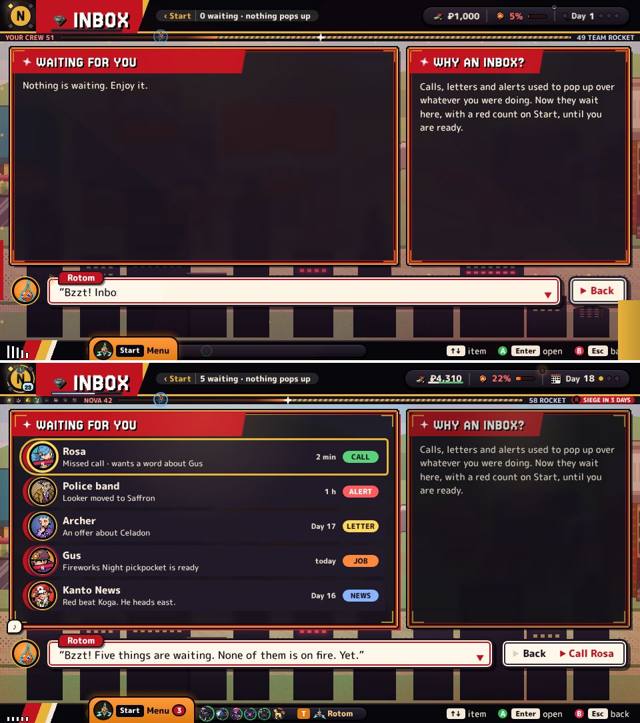 N
INBOX
‹ Start 0 waiting - nothing pops up
₽1,000
5%
Day 1
YOUR CREW 51
49 TEAM ROCKET
WAITING FOR YOU
Nothing is waiting. Enjoy it.
WHY AN INBOX?
Calls, letters and alerts used to pop up over
whatever you were doing. Now they wait
here, with a red count on Start, until you
are ready.
Rotom
"Bzzt! Inbo
Back
Start Menu
↑↓ item A Enter open B Esc ba
N
INBOX
‹ Start 5 waiting - nothing pops up
₽4,310
22%
Day 18
NOVA 42
58 ROCKET
SIEGE IN 3 DAYS
WAITING FOR YOU
Rosa
Missed call - wants a word about Gus
2 min CALL
Police band
Looker moved to Saffron
1 h ALERT
Archer
An offer about Celadon
Day 17 LETTER
Gus
Fireworks Night pickpocket is ready
today JOB
Kanto News
Red beat Koga. He heads east.
Day 16 NEWS
WHY AN INBOX?
Calls, letters and alerts used to pop up over
whatever you were doing. Now they wait
here, with a red count on Start, until you
are ready.
Rotom
"Bzzt! Five things are waiting. None of them is on fire. Yet."
Back Call Rosa
Start Menu 3
T Rotom
↑↓ item A Enter open B Esc back